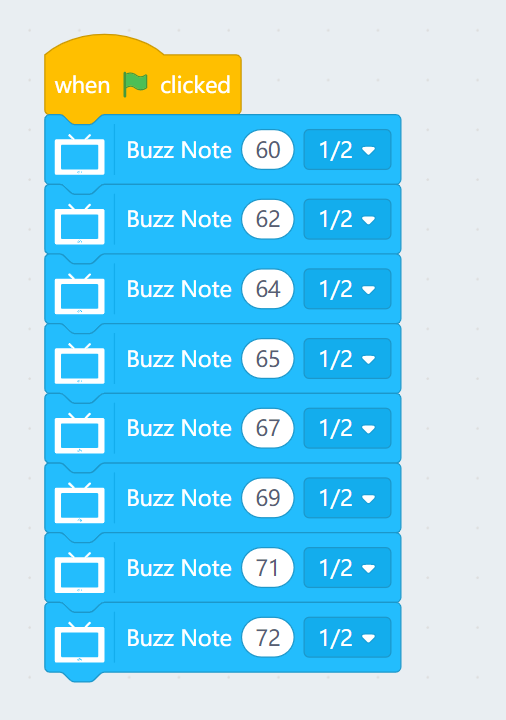 when clicked
Buzz Note 60 1/2
Buzz Note 62 1/2
Buzz Note 64 1/2
Buzz Note 65 1/2
Buzz Note 67 1/2
Buzz Note 69 1/2
Buzz Note 71 1/2
Buzz Note 72 1/2